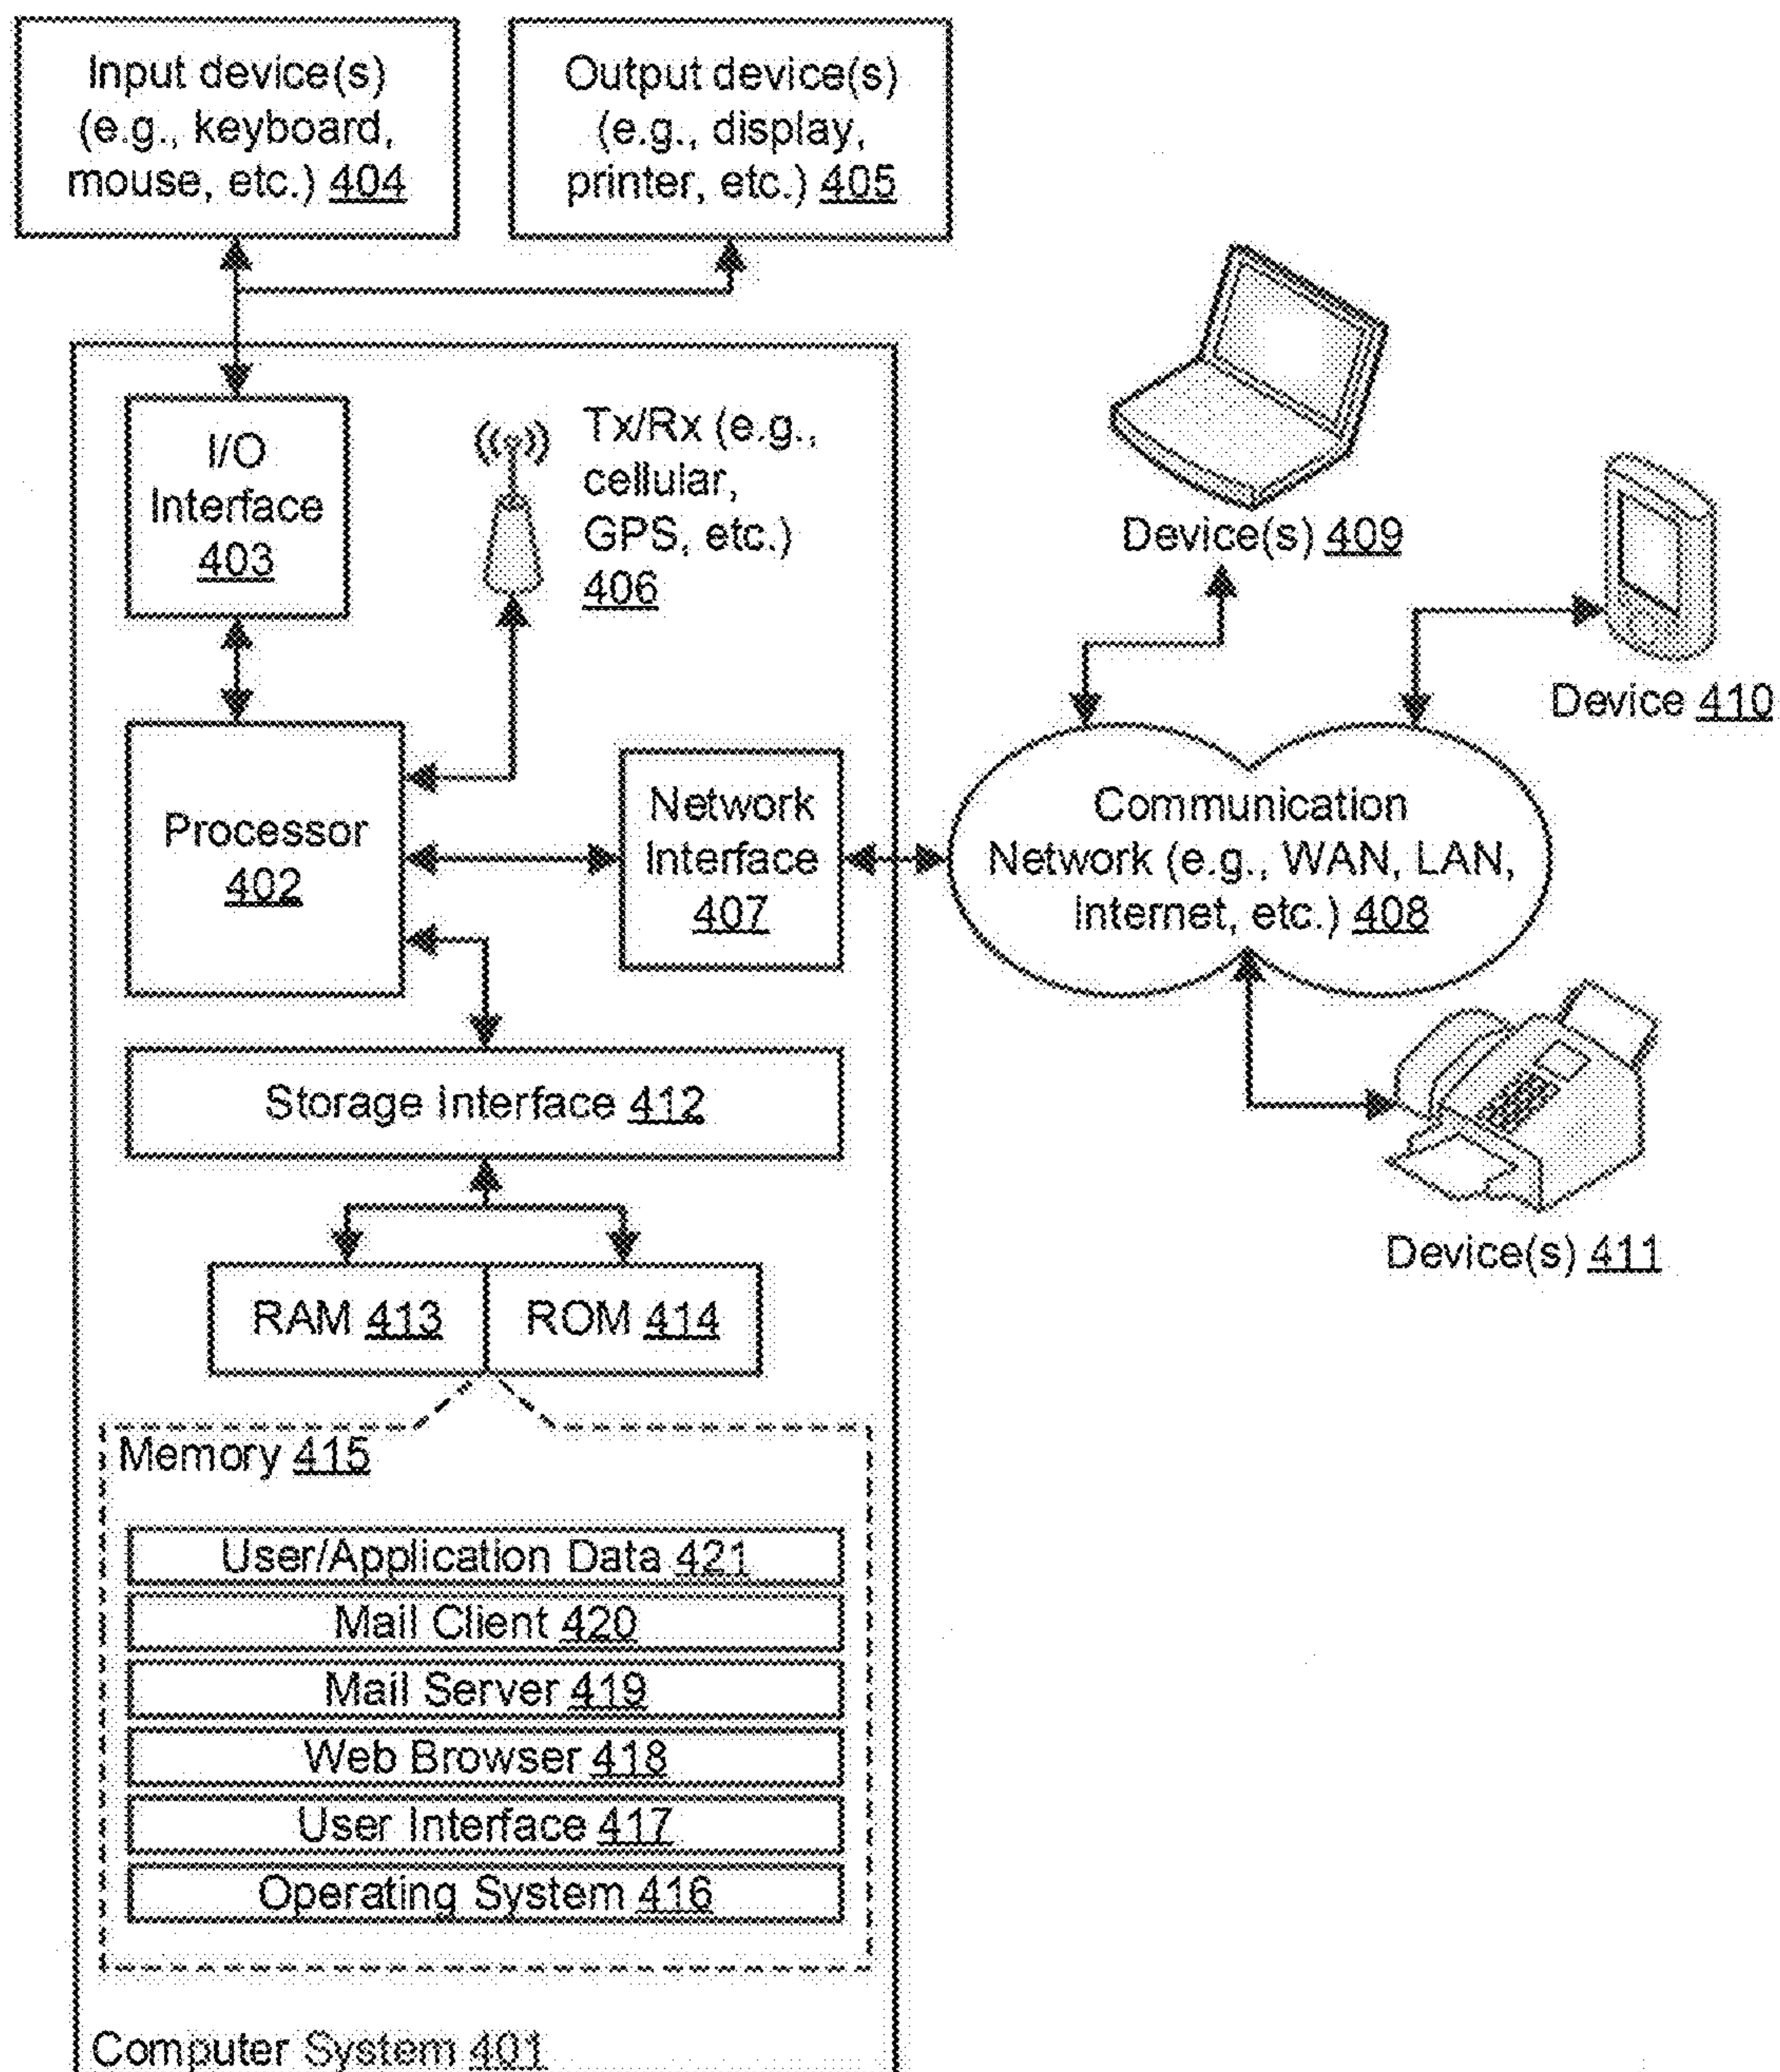 Input device(s)
(e.g., keyboard,
mouse, etc.) 404
Output device(s)
(e.g., display,
printer, etc.) 405
I/O
Interface
403
Tx/Rx (e.g.,
cellular,
GPS, etc.)
406
Device(s) 409
Device 410
Processor
402
Network
Interface
407
Communication
Network (e.g., WAN, LAN,
Internet, etc.) 408
Storage Interface 412
Device(s) 411
RAM 413
ROM 414
Memory 415
User/Application Data 421
Mail Client 420
Mail Server 419
Web Browser 418
User Interface 417
Operating System 416
Computer System 401